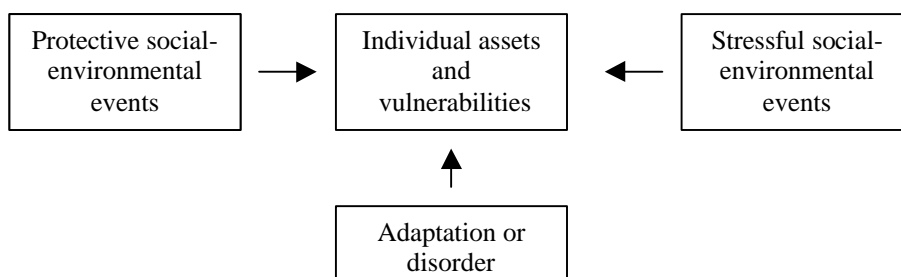 Protective social-
environmental
events
Individual assets
and
vulnerabilities
Stressful social-
environmental
events
Adaptation or
disorder